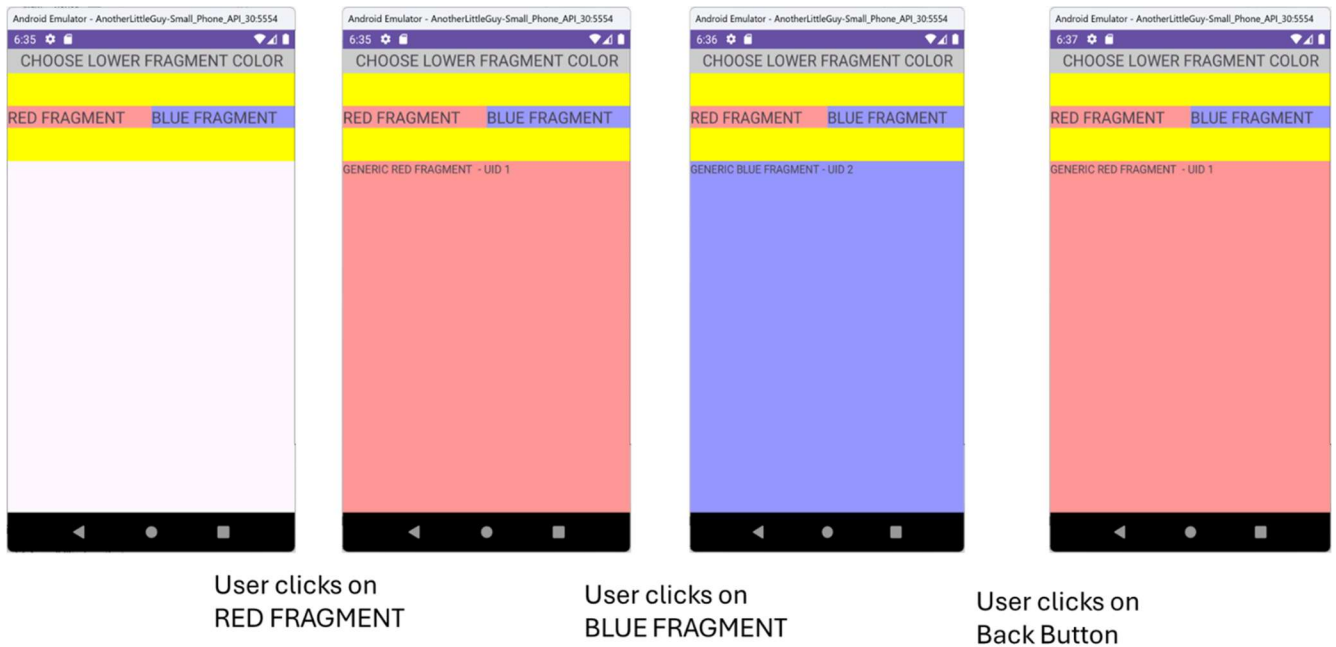 Android Emulator - AnotherLittleGuy-Small_Phone_API_30:5554
6:35
CHOOSE LOWER FRAGMENT COLOR
RED FRAGMENT
BLUE FRAGMENT
Android Emulator - AnotherLittleGuy-Small_Phone_API_30:5554
6:35
CHOOSE LOWER FRAGMENT COLOR
RED FRAGMENT
BLUE FRAGMENT
GENERIC RED FRAGMENT - UID 1
Android Emulator - AnotherLittleGuy-Small_Phone_API_30:5554
6:36
CHOOSE LOWER FRAGMENT COLOR
RED FRAGMENT
BLUE FRAGMENT
GENERIC BLUE FRAGMENT - UID 2
Android Emulator - AnotherLittleGuy-Small_Phone_API_30:5554
6:37
CHOOSE LOWER FRAGMENT COLOR
RED FRAGMENT
BLUE FRAGMENT
GENERIC RED FRAGMENT - UID 1
User clicks on
RED FRAGMENT
User clicks on
BLUE FRAGMENT
User clicks on
Back Button